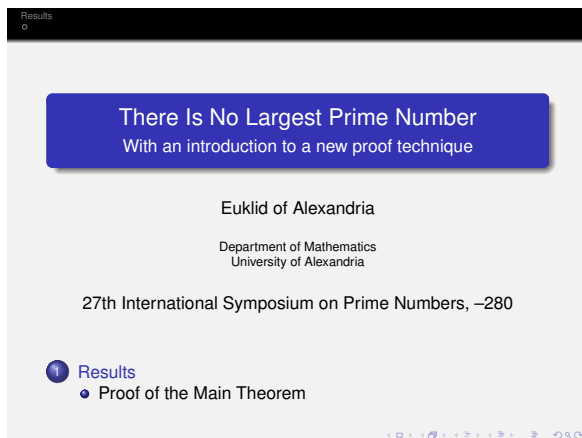 Results
There Is No Largest Prime Number
With an introduction to a new proof technique
Euklid of Alexandria
Department of Mathematics
University of Alexandria
27th International Symposium on Prime Numbers, –280
1 Results
Proof of the Main Theorem